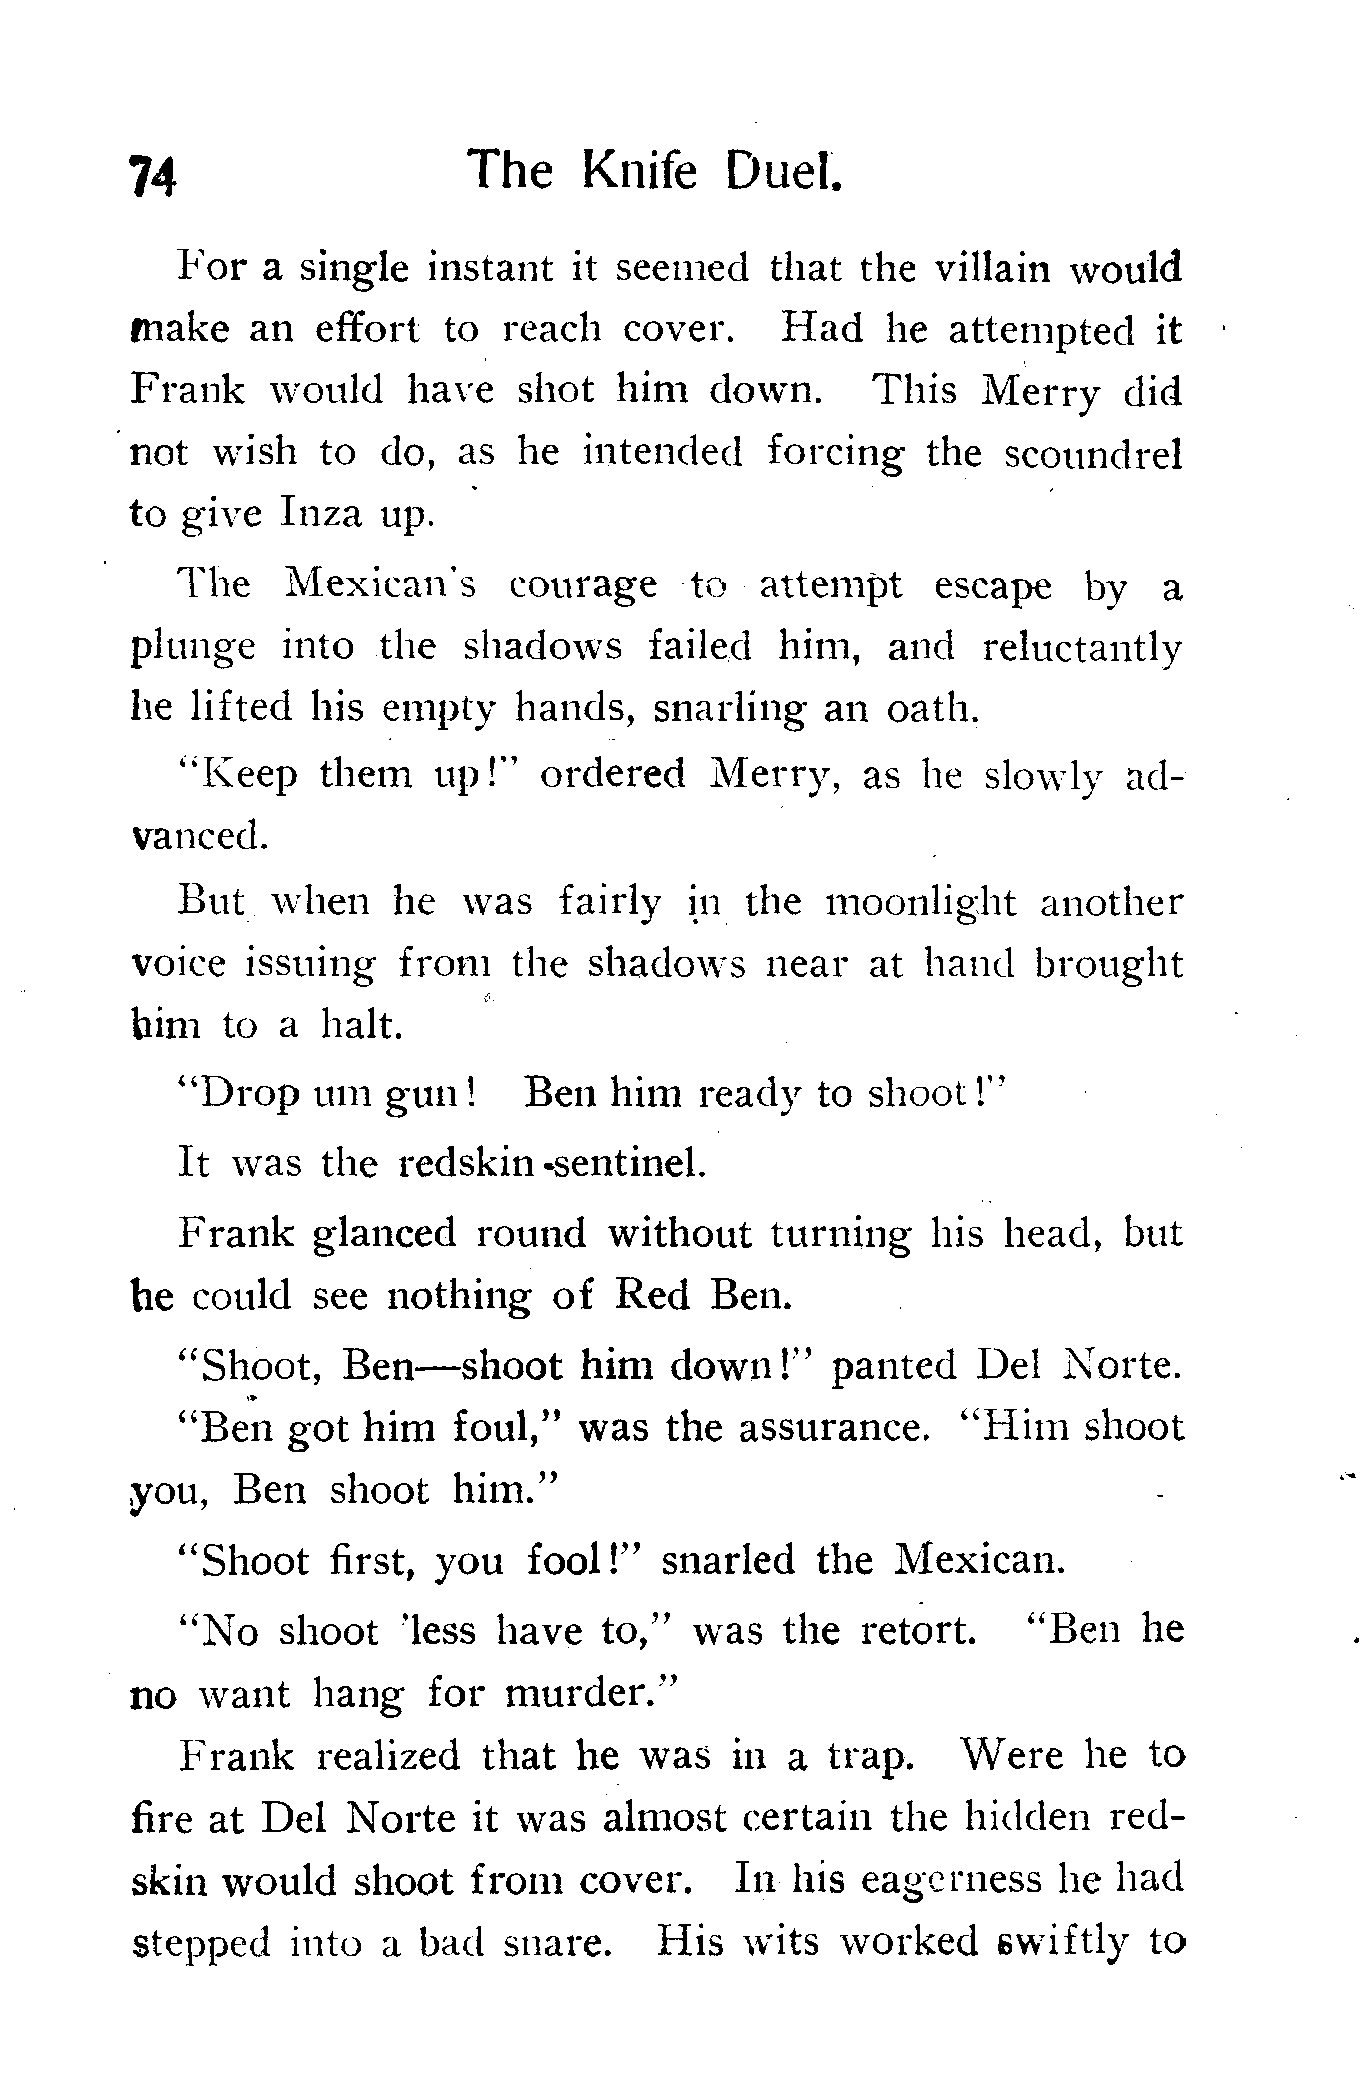 74 The Knife Duel.
For a single instant it seemed that the villain would
make an effort to reach cover. Had he attempted it
Frank would have shot him down. This Merry did
not wish to do, as he intended forcing the scoundrel
to give Inza up.
The Mexican's courage to attempt escape by a
plunge into the shadows failed him, and reluctantly
he lifted his empty hands, snarling an oath.
"Keep them up!" ordered Merry, as he slowly ad-
vanced.
But when he was fairly in the moonlight another
voice issuing from the shadows near at hand brought
him to a halt.
"Drop um gun! Ben him ready to shoot!"
It was the redskin sentinel.
Frank glanced round without turning his head, but
he could see nothing of Red Ben.
"Shoot, Ben—shoot him down!" panted Del Norte.
"Ben got him foul," was the assurance. "Him shoot
you, Ben shoot him."
"Shoot first, you fool!" snarled the Mexican.
"No shoot 'less have to," was the retort. "Ben he
no want hang for murder."
Frank realized that he was in a trap. Were he to
fire at Del Norte it was almost certain the hidden red-
skin would shoot from cover. In his eagerness he had
stepped into a bad snare. His wits worked swiftly to